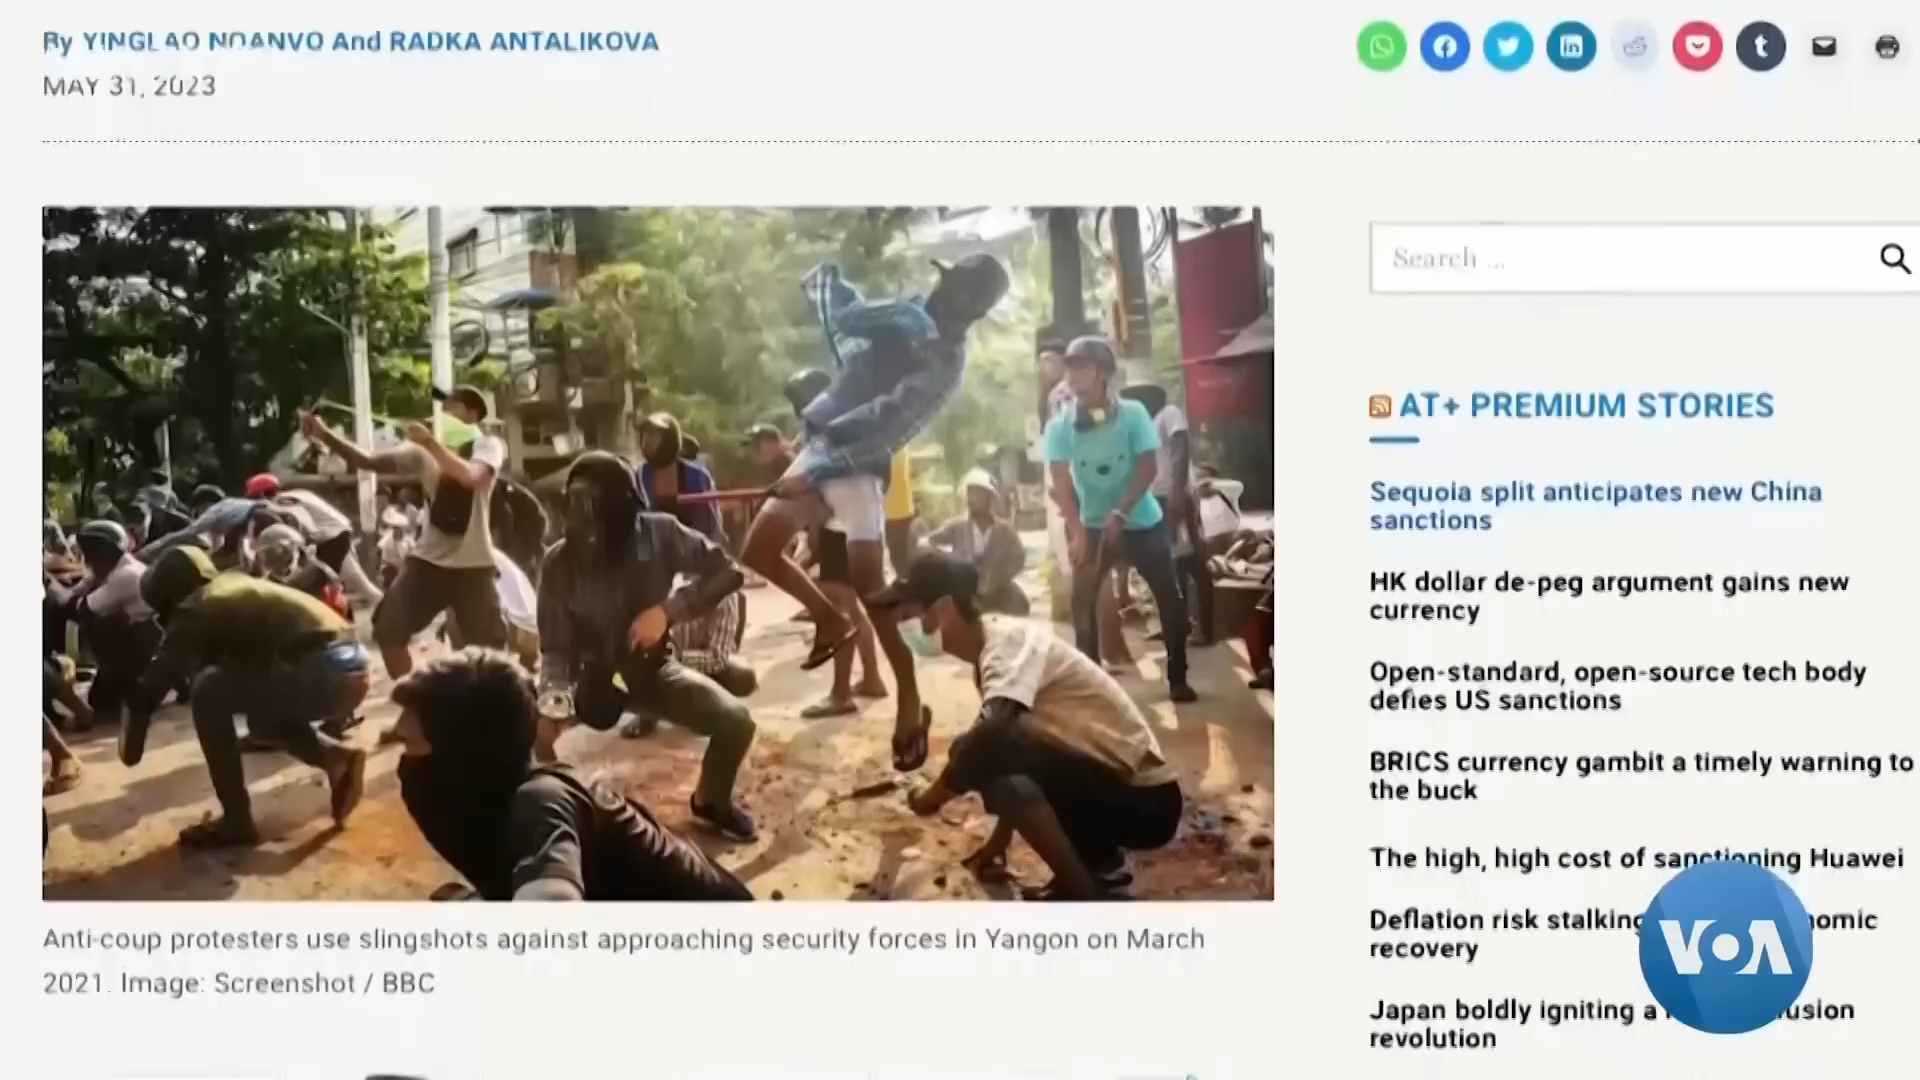 By YINGLAO NOANVO And RADKA ANTALIKOVA
MAY 31, 2023
Search ...
AT+ PREMIUM STORIES
Sequoia split anticipates new China
sanctions
HK dollar de-peg argument gains new
currency
Open-standard, open-source tech body
defies US sanctions
BRICS currency gambit a timely warning to
the buck
The high, high cost of sanctioning Huawei
Deflation risk stalking
recovery
Japan boldly igniting a
revolution
Anti-coup protesters use slingshots against approaching security forces in Yangon on March
2021. Image: Screenshot / BBC
VOA